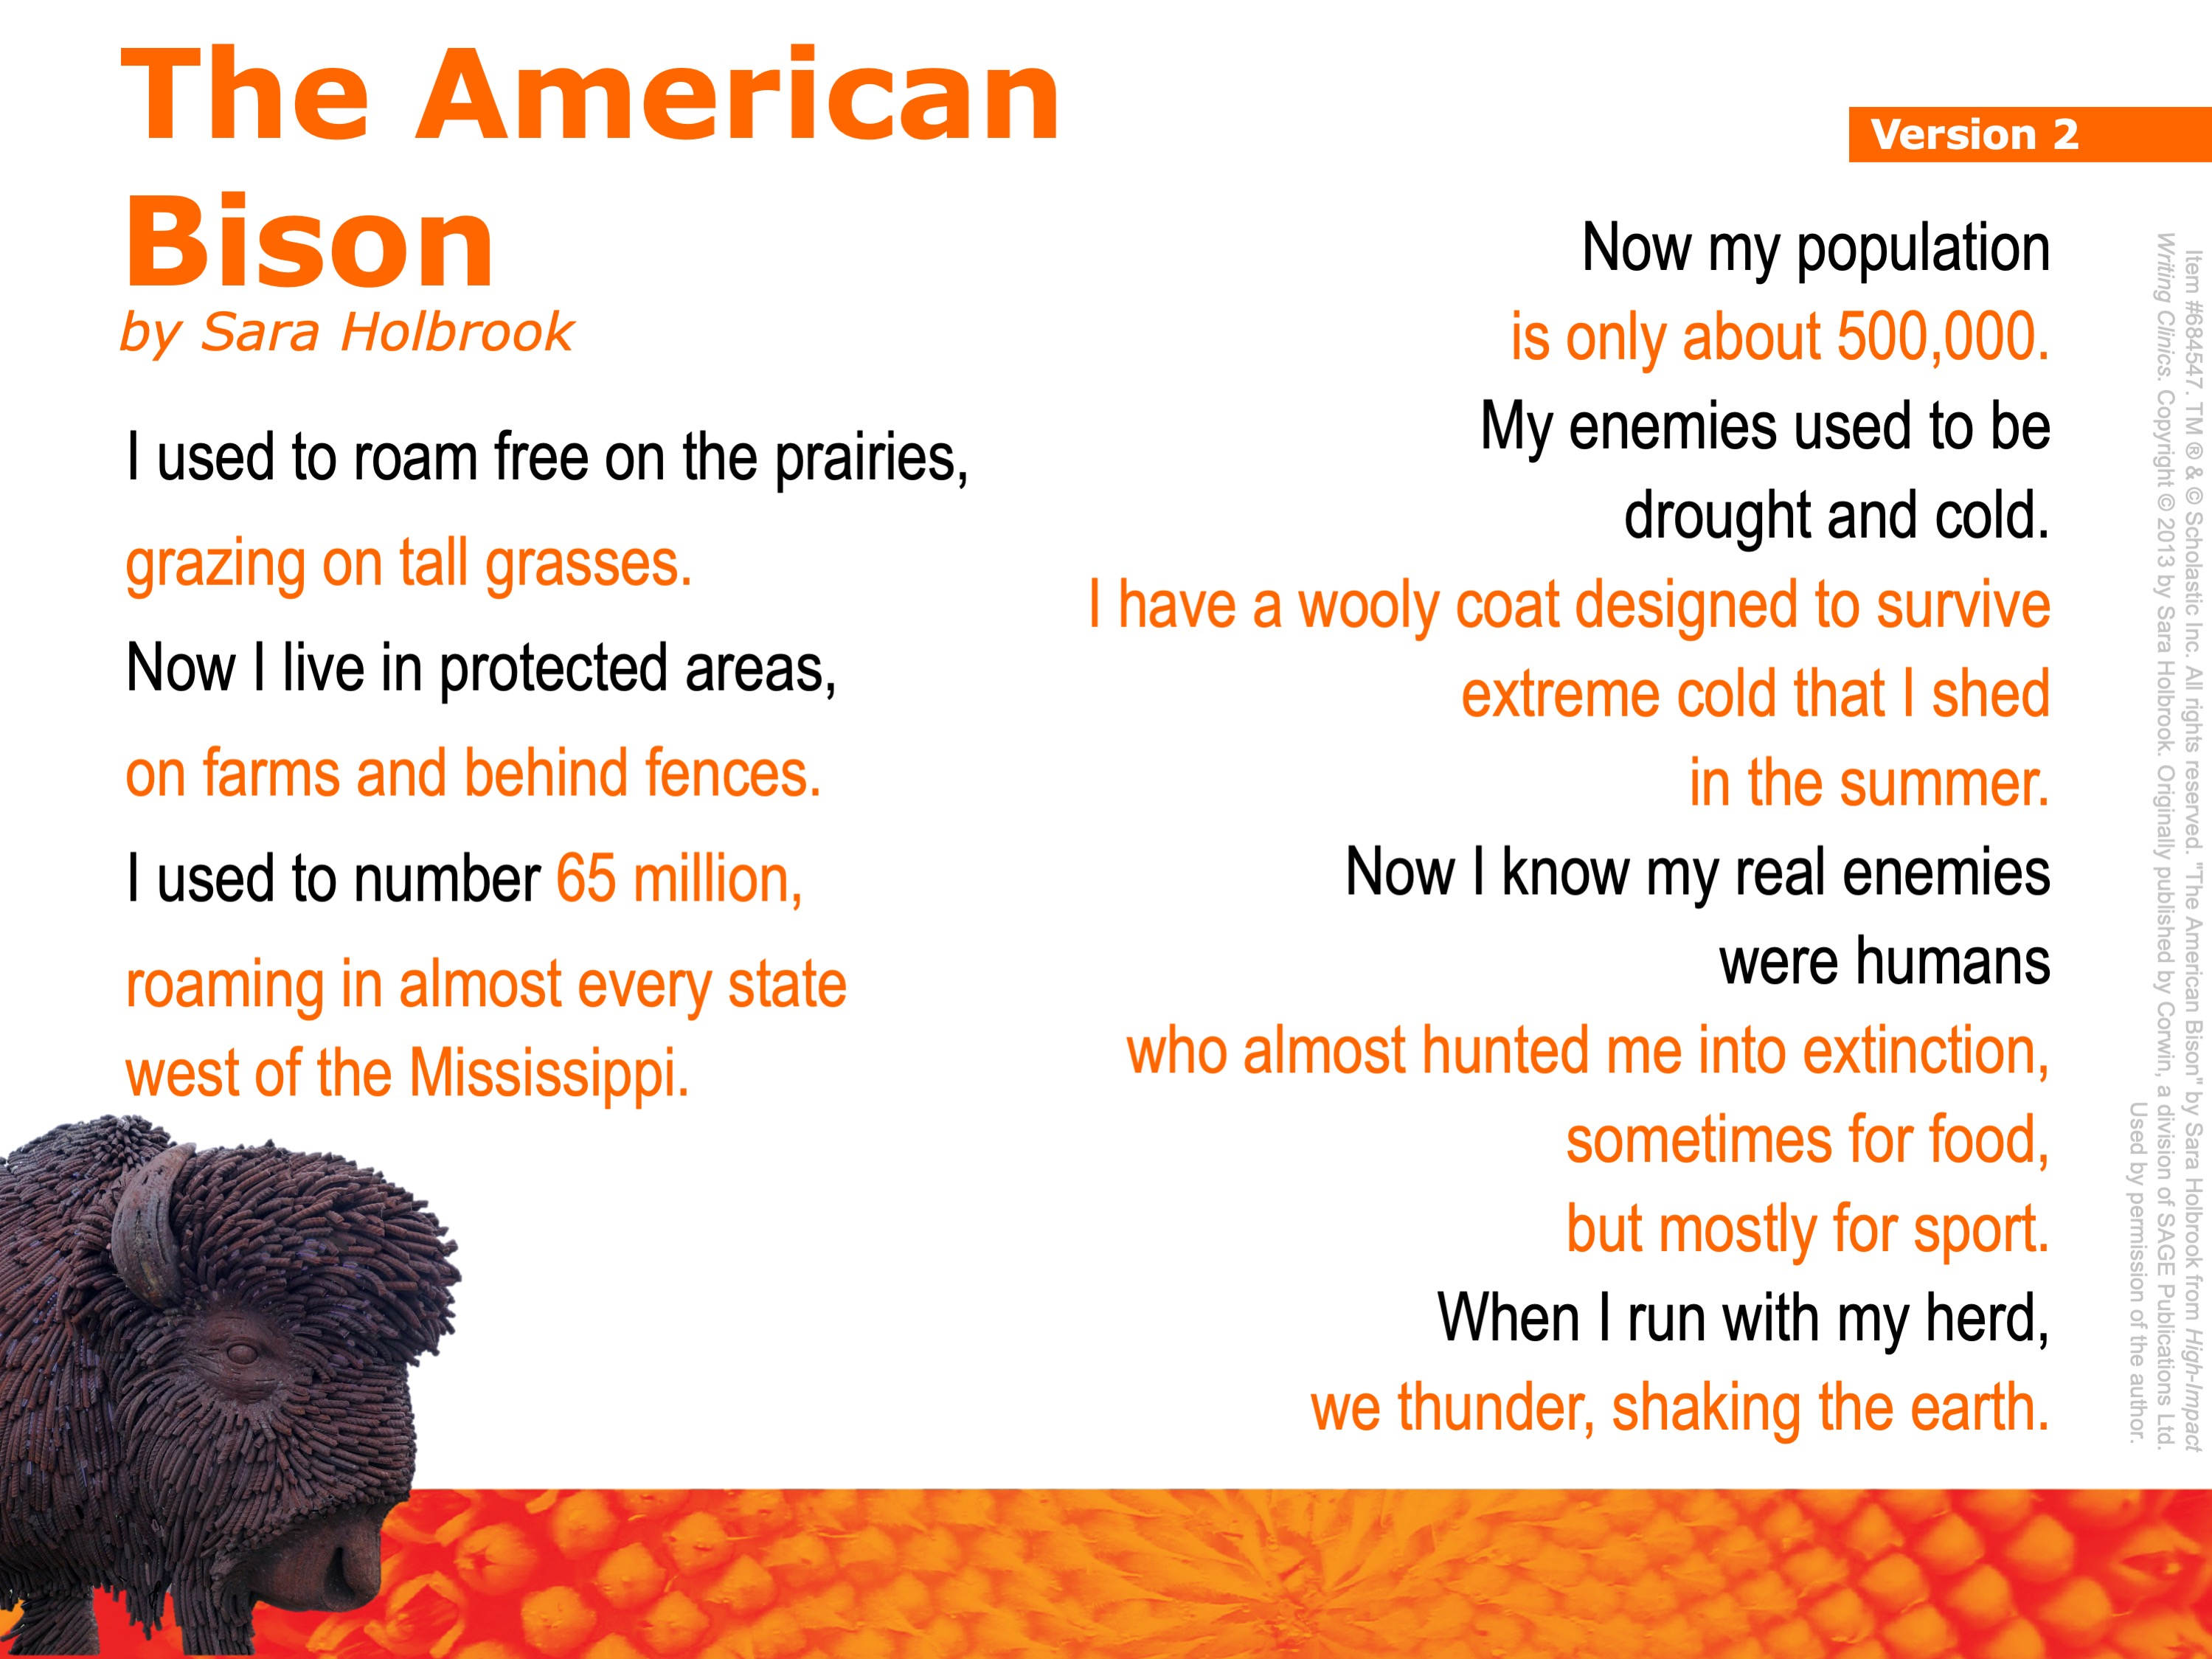 The American
Bison
by Sara Holbrook
I used to roam free on the prairies,
grazing on tall grasses.
Now I live in protected areas,
on farms and behind fences.
I used to number 65 million,
roaming in almost every state
west of the Mississippi.
Version 2
Now my population
is only about 500,000.
My enemies used to be
drought and cold.
I have a wooly coat designed to survive
extreme cold that I shed
in the summer.
Now I know my real enemies
were humans
who almost hunted me into extinction,
sometimes for food,
but mostly for sport.
When I run with my herd,
we thunder, shaking the earth.
Item #684547. TM ® & © Scholastic Inc. All rights reserved. "The American Bison" by Sara Holbrook from High-Impact
Writing Clinics. Copyright © 2013 by Sara Holbrook. Originally published by Corwin, a division of SAGE Publications Ltd.
Used by permission of the author.